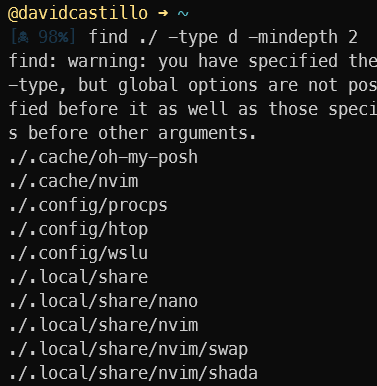 @davidcastillo ➜ ~
[ 98%] find ./ -type d -mindepth 2
find: warning: you have specified the
-type, but global options are not pos
fied before it as well as those speci
s before other arguments.
./.cache/oh-my-posh
./.cache/nvim
./.config/procps
./.config/htop
./.config/wslu
./.local/share
./.local/share/nano
./.local/share/nvim
./.local/share/nvim/swap
./.local/share/nvim/shada